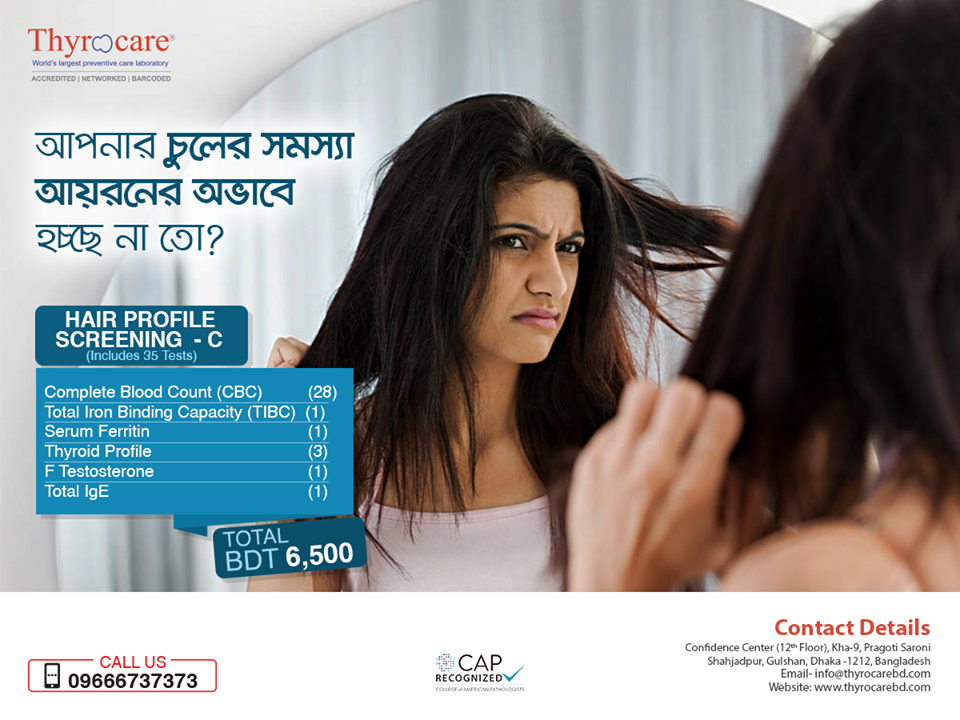 Thyrocare®
World's largest preventive care laboratory
ACCREDITED | NETWORKED | BARCODED
আপনার চুলের সমস্যা
আয়রনের অভাবে
হচ্ছে না তো?
HAIR PROFILE
SCREENING - C
(Includes 35 Tests)
Complete Blood Count (CBC) (28)
Total Iron Binding Capacity (TIBC) (1)
Serum Ferritin (1)
Thyroid Profile (3)
F Testosterone (1)
Total IgE (1)
TOTAL
BDT 6,500
CALL US
09666737373
CAP
RECOGNIZED
COLLEGE of AMERICAN PATHOLOGISTS
Contact Details
Confidence Center (12th Floor), Kha-9, Pragoti Saroni
Shahjadpur, Gulshan, Dhaka -1212, Bangladesh
Email- info@thyrocarebd.com
Website: www.thyrocarebd.com